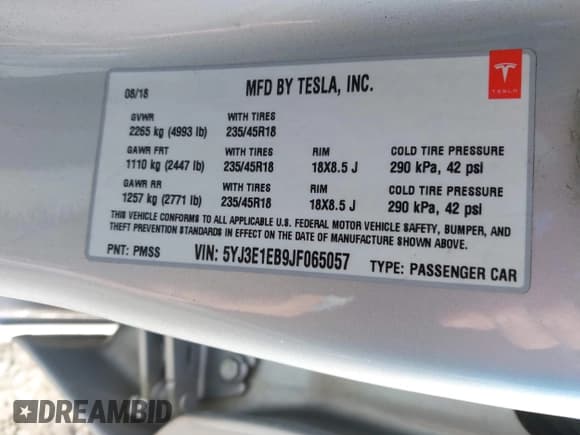 08/18 MFD BY TESLA, INC.
TESLA
GVWR WITH TIRES
2265 kg (4993 lb) 235/45R18
GAWR FRT WITH TIRES RIM COLD TIRE PRESSURE
1110 kg (2447 lb) 235/45R18 18X8.5 J 290 kPa, 42 psi
GAWR RR WITH TIRES RIM COLD TIRE PRESSURE
1257 kg (2771 lb) 235/45R18 18X8.5 J 290 kPa, 42 psi
THIS VEHICLE CONFORMS TO ALL APPLICABLE U.S. FEDERAL MOTOR VEHICLE SAFETY, BUMPER, AND
THEFT PREVENTION STANDARDS IN EFFECT ON THE DATE OF MANUFACTURE SHOWN ABOVE.
PNT: PMSS VIN: 5YJ3E1EB9JF065057 TYPE: PASSENGER CAR
DREAMBID